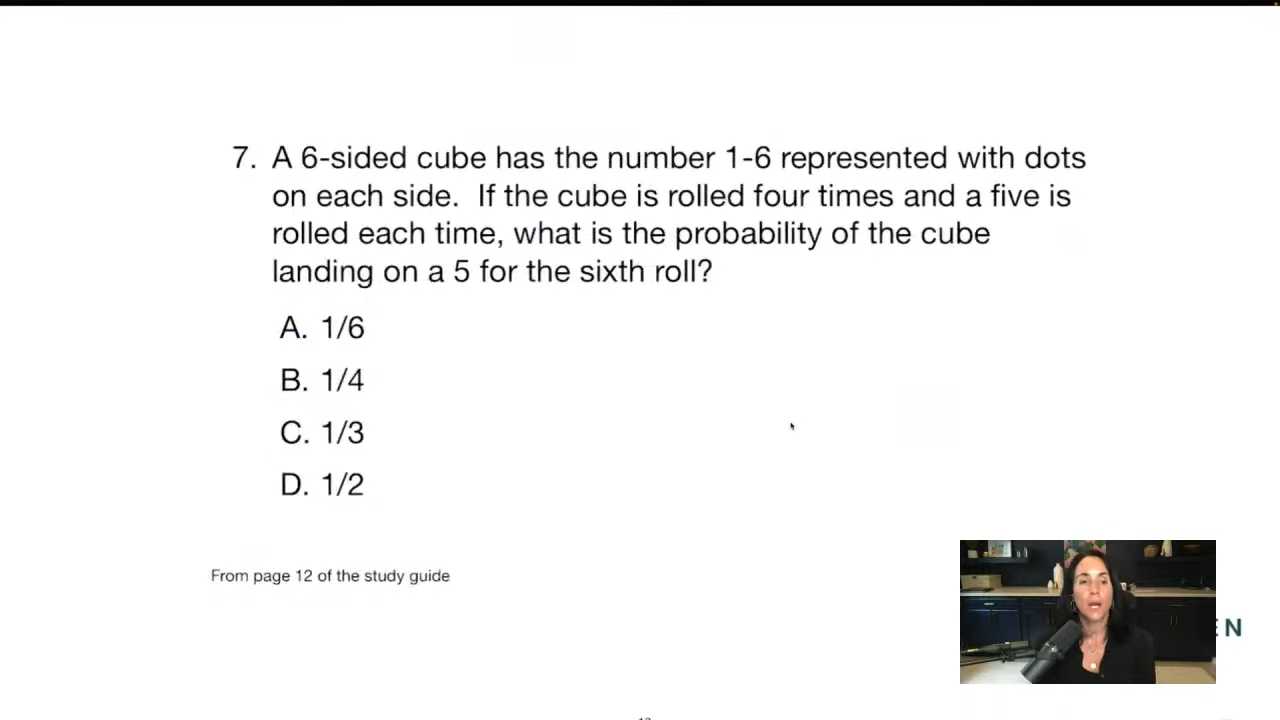 7. A 6-sided cube has the number 1-6 represented with dots
on each side. If the cube is rolled four times and a five is
rolled each time, what is the probability of the cube
landing on a 5 for the sixth roll?
A. 1/6
B. 1/4
C. 1/3
D. 1/2
From page 12 of the study guide
N